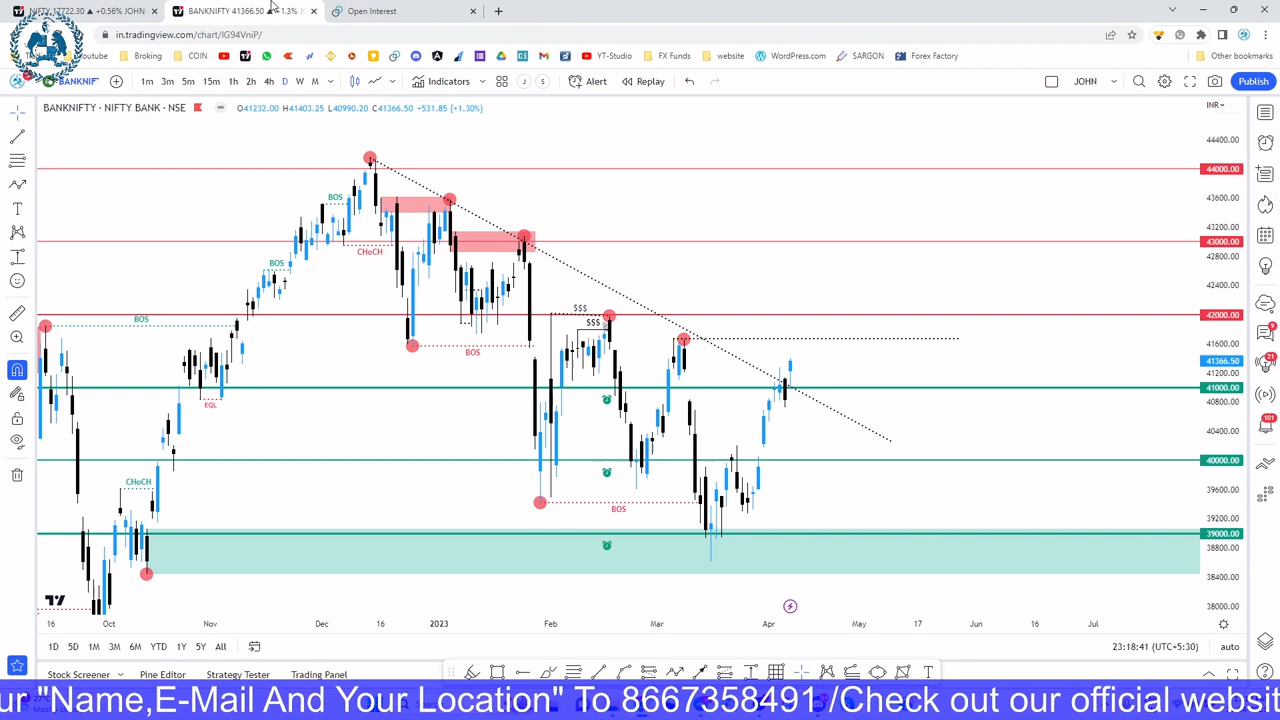 NIFTY 17722.30 ▲ +0.56% JOHN
BANKNIFTY 41366.50 ▲ +1.3% JOHN
Open Interest
in.tradingview.com/chart/IG94VniP/
outube
Broking
COIN
YT-Studio
FX Funds
website
WordPress.com
SARGON
Forex Factory
Other bookmarks
BANKNIF
1m 3m 5m 15m 1h 2h 4h D W M
Indicators
J
S
Alert
Replay
JOHN
Publish
BANKNIFTY · NIFTY BANK · NSE
O41232.00 H41403.25 L40990.20 C41366.50 +531.85 (+1.30%)
INR
44400.00
44000.00
43600.00
43200.00
43000.00
42800.00
42400.00
42000.00
41600.00
41366.50
41200.00
41000.00
40800.00
40400.00
40000.00
39600.00
39200.00
39000.00
38800.00
38400.00
38000.00
BOS
CHoCH
BOS
BOS
$$$
$$$
BOS
EQL
CHoCH
BOS
9
21
101
16 Oct Nov Dec 16 2023 Feb Mar Apr May 17 Jun 16 Jul
1D 5D 1M 3M 6M YTD 1Y 5Y All
23:18:41 (UTC+5:30)
auto
Stock Screener
Pine Editor
Strategy Tester
Trading Panel
ur "Name,E-Mail And Your Location" To 8667358491 /Check out our official websit